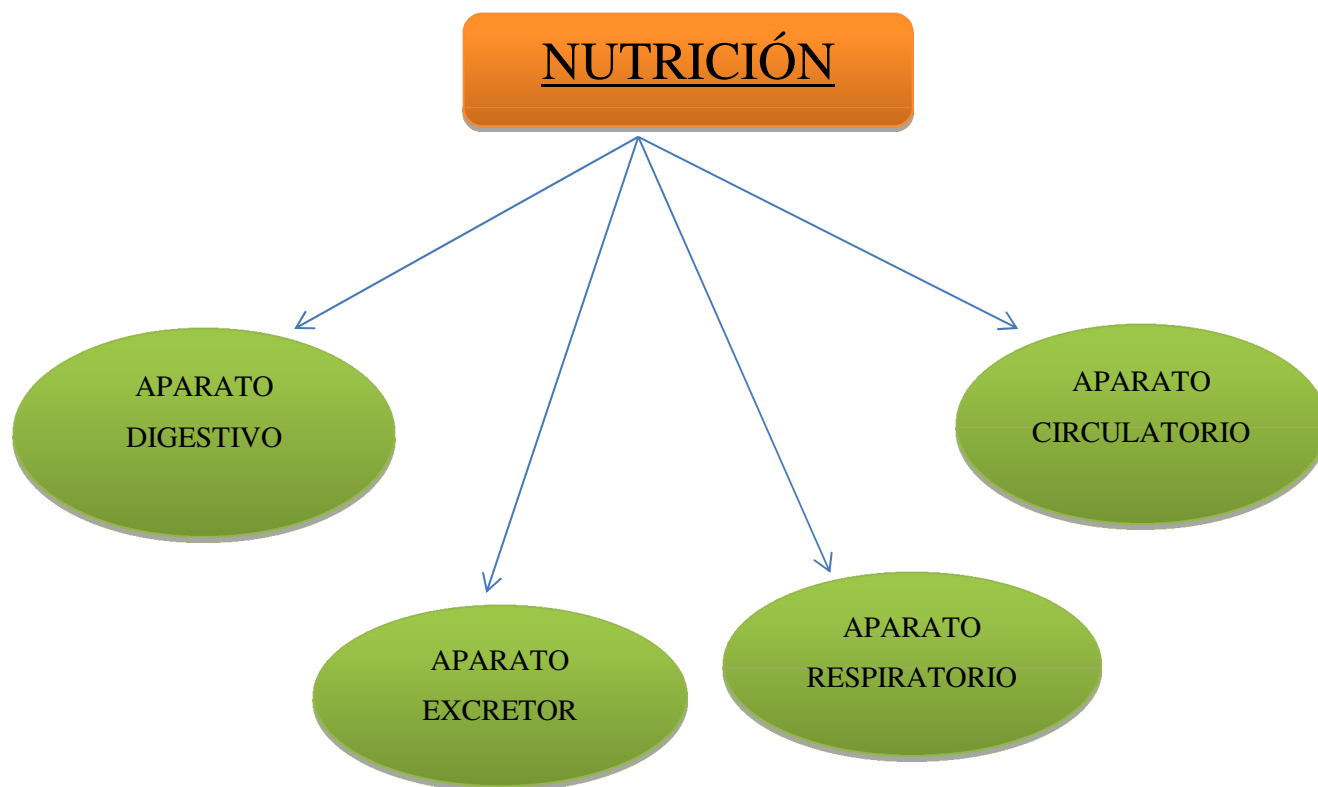 NUTRICIÓN
APARATO
DIGESTIVO
APARATO
EXCRETOR
APARATO
RESPIRATORIO
APARATO
CIRCULATORIO